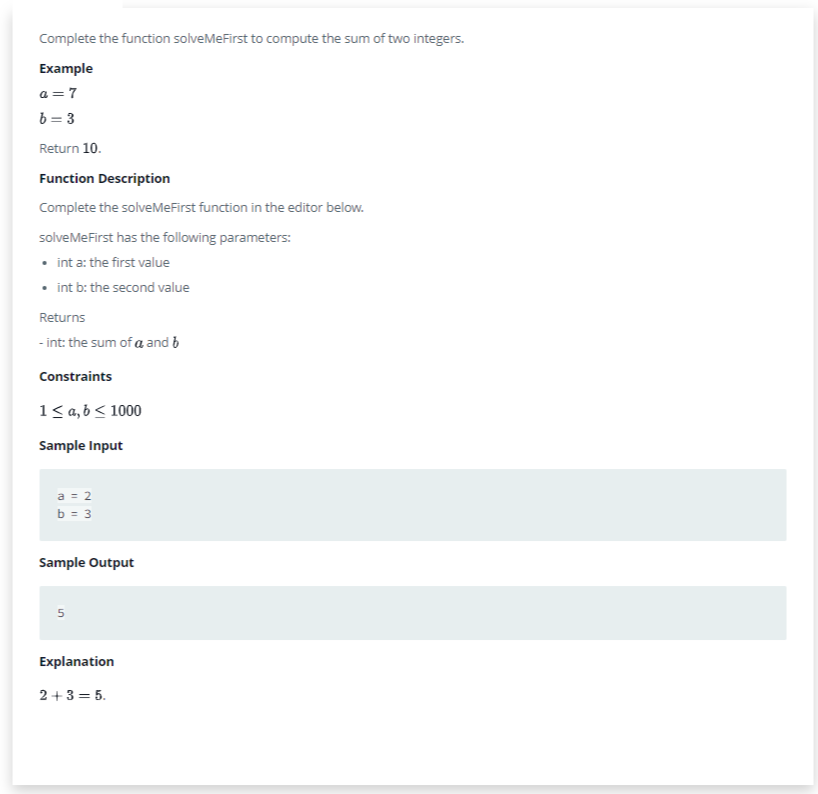 Complete the function solveMeFirst to compute the sum of two integers.
Example
a = 7
b = 3
Return 10.
Function Description
Complete the solveMeFirst function in the editor below.
solveMeFirst has the following parameters:
• int a: the first value
• int b: the second value
Returns
- int: the sum of a and b
Constraints
1 ≤ a, b ≤ 1000
Sample Input
a = 2
b = 3
Sample Output
5
Explanation
2 + 3 = 5.